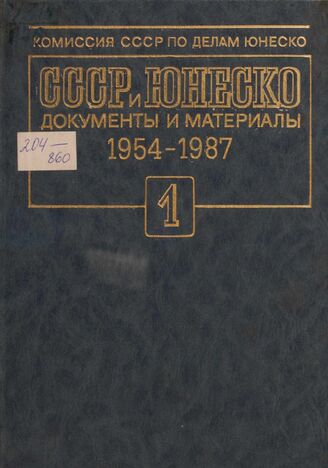 КОМИССИЯ СССР ПО ДЕЛАМ ЮНЕСКО
СССР и ЮНЕСКО
ДОКУМЕНТЫ И МАТЕРИАЛЫ
204—
860
1954-1987
1